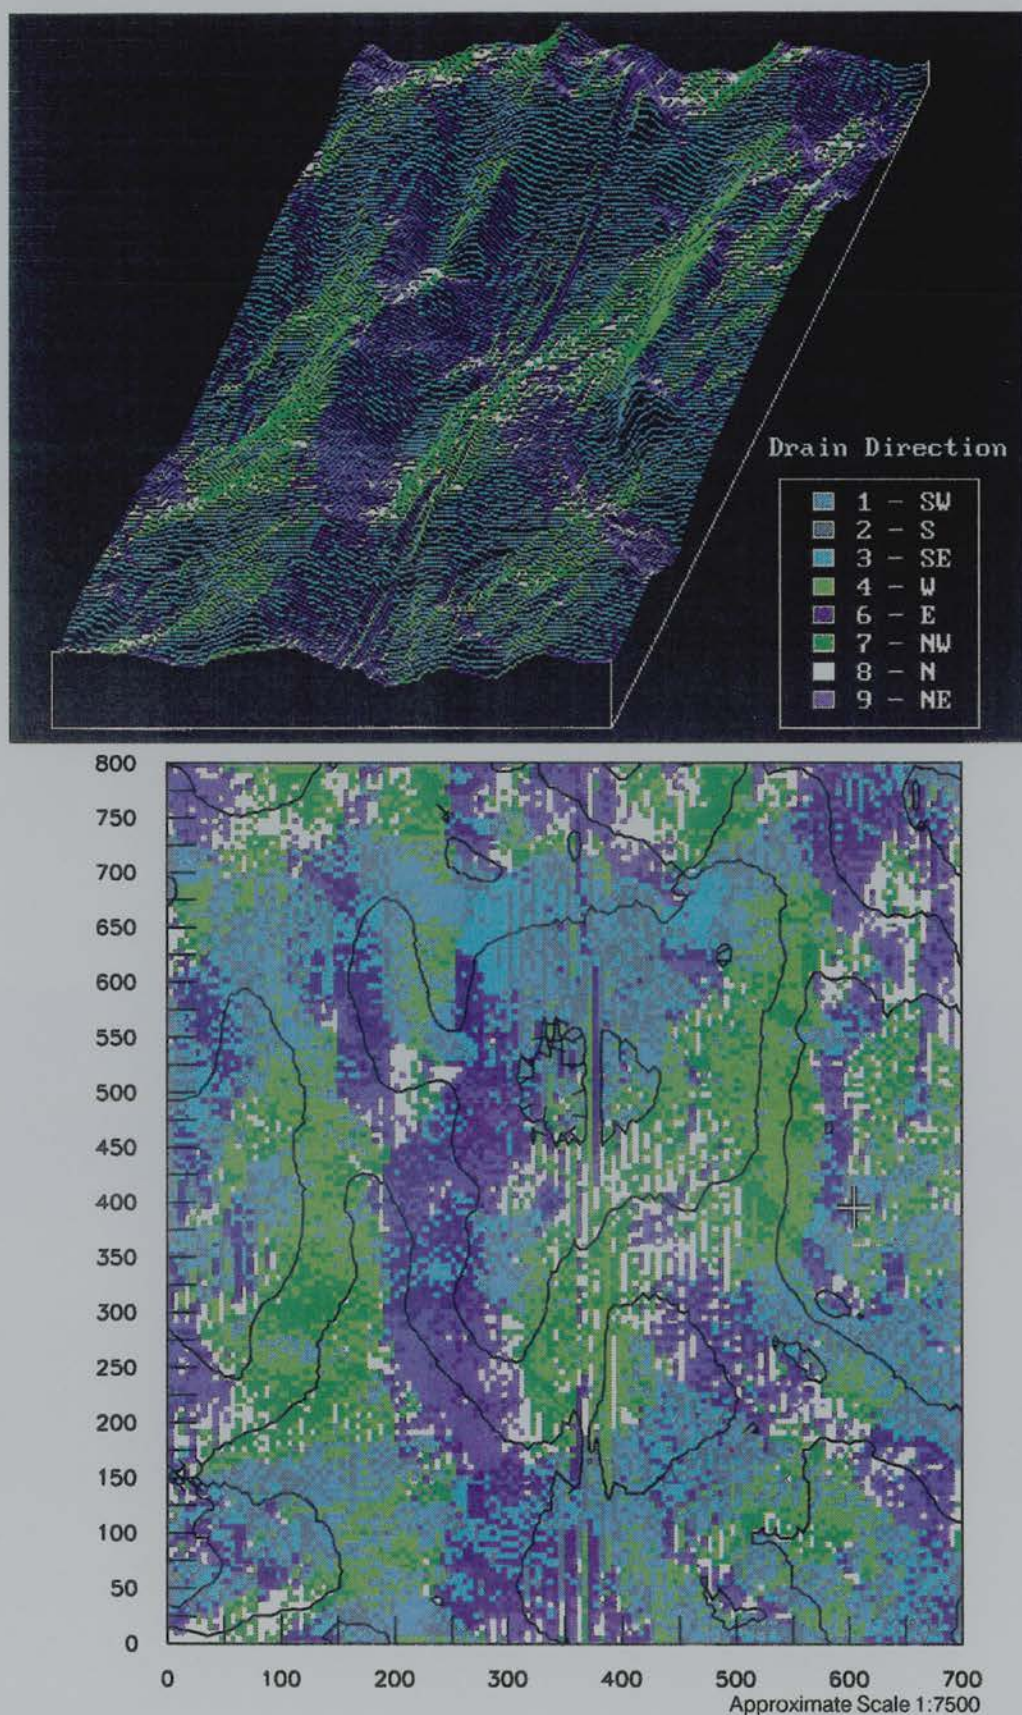 Drain Direction
1 - SW
2 - S
3 - SE
4 - W
6 - E
7 - NW
8 - N
9 - NE
800
750
700
650
600
550
500
450
400
350
300
250
200
150
100
50
0
0 100 200 300 400 500 600 700
Approximate Scale 1:7500